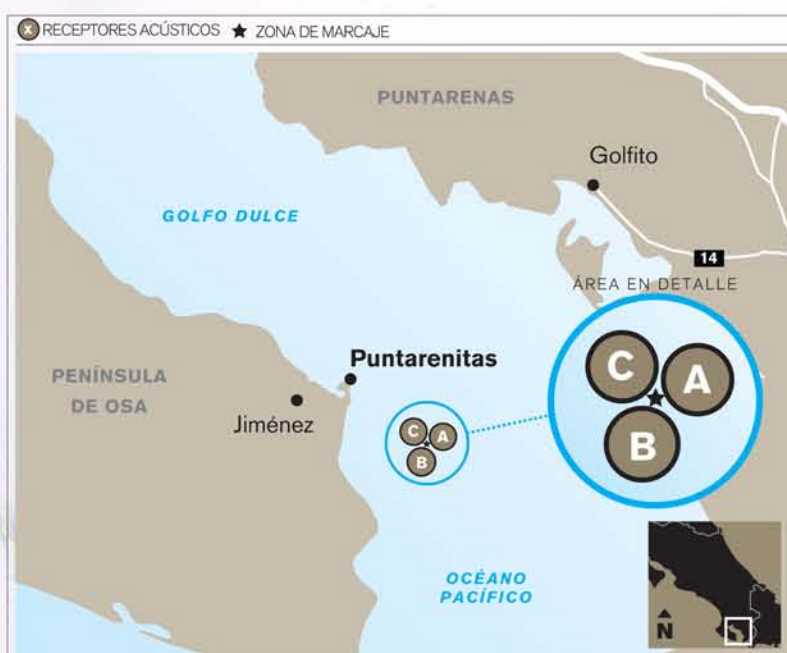 X RECEPTORES ACÚSTICOS ★ ZONA DE MARCAJE
PUNTARENAS
Golfito
GOLFO DULCE
14
ÁREA EN DETALLE
Puntarenitas
PENÍNSULA
DE OSA
Jiménez
C A
B
C A
B
OCÉANO
PACÍFICO
N